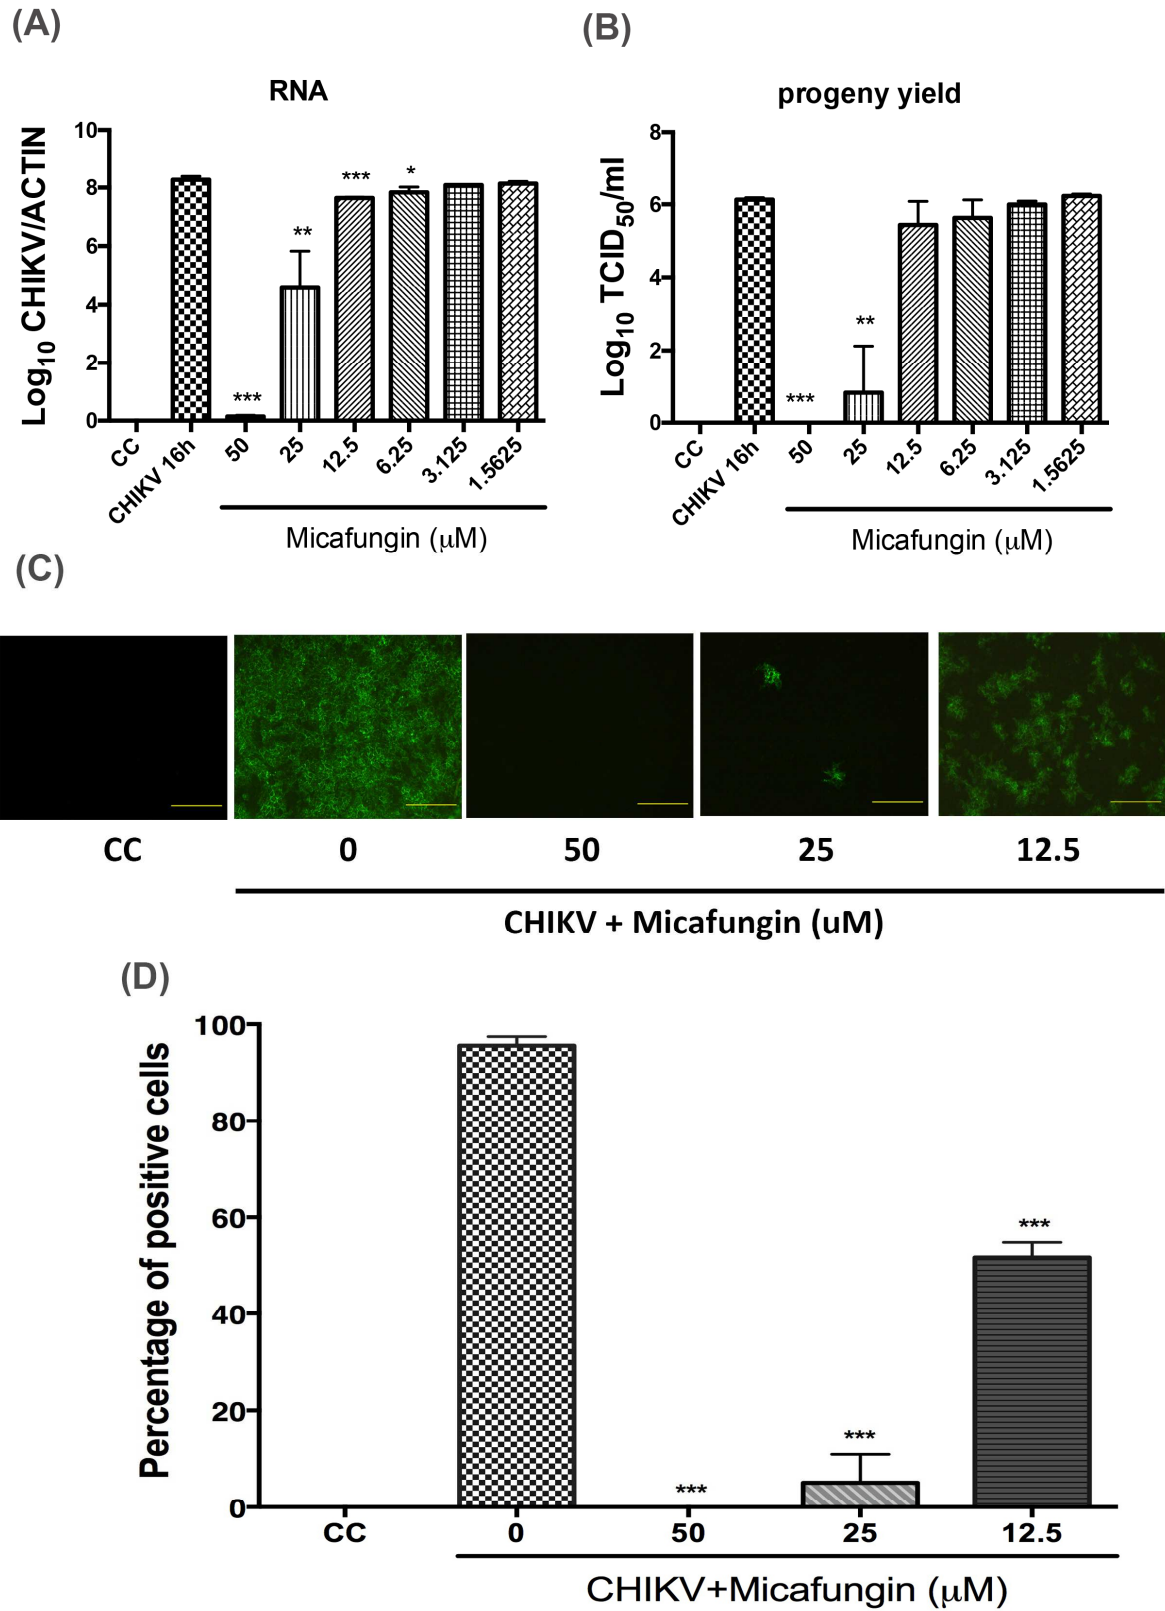 (A)
RNA
Log10 CHIKV/ACTIN
10
8
6
4
2
0
***
**
***
*
CC
CHIKV 16h
50
25
12.5
6.25
3.125
1.5625
Micafungin (μM)
(B)
progeny yield
Log10 TCID50/ml
8
6
4
2
0
***
**
CC
CHIKV 16h
50
25
12.5
6.25
3.125
1.5625
Micafungin (μM)
(C)
CC
0
50
25
12.5
CHIKV + Micafungin (uM)
(D)
Percentage of positive cells
100
80
60
40
20
0
***
***
***
CC
0
50
25
12.5
CHIKV+Micafungin (μM)